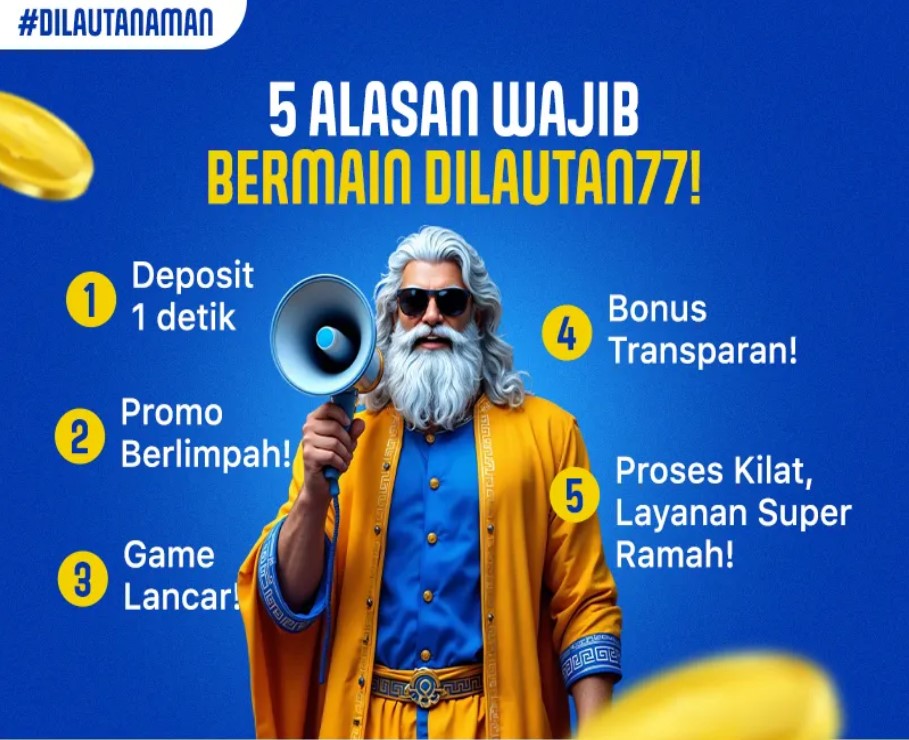 #DILAUTANAMAN
5 ALASAN WAJIB
BERMAIN DILAUTAN77!
1
Deposit
1 detik
2
Promo
Berlimpah!
3
Game
Lancar!
4
Bonus
Transparan!
5
Proses Kilat,
Layanan Super
Ramah!